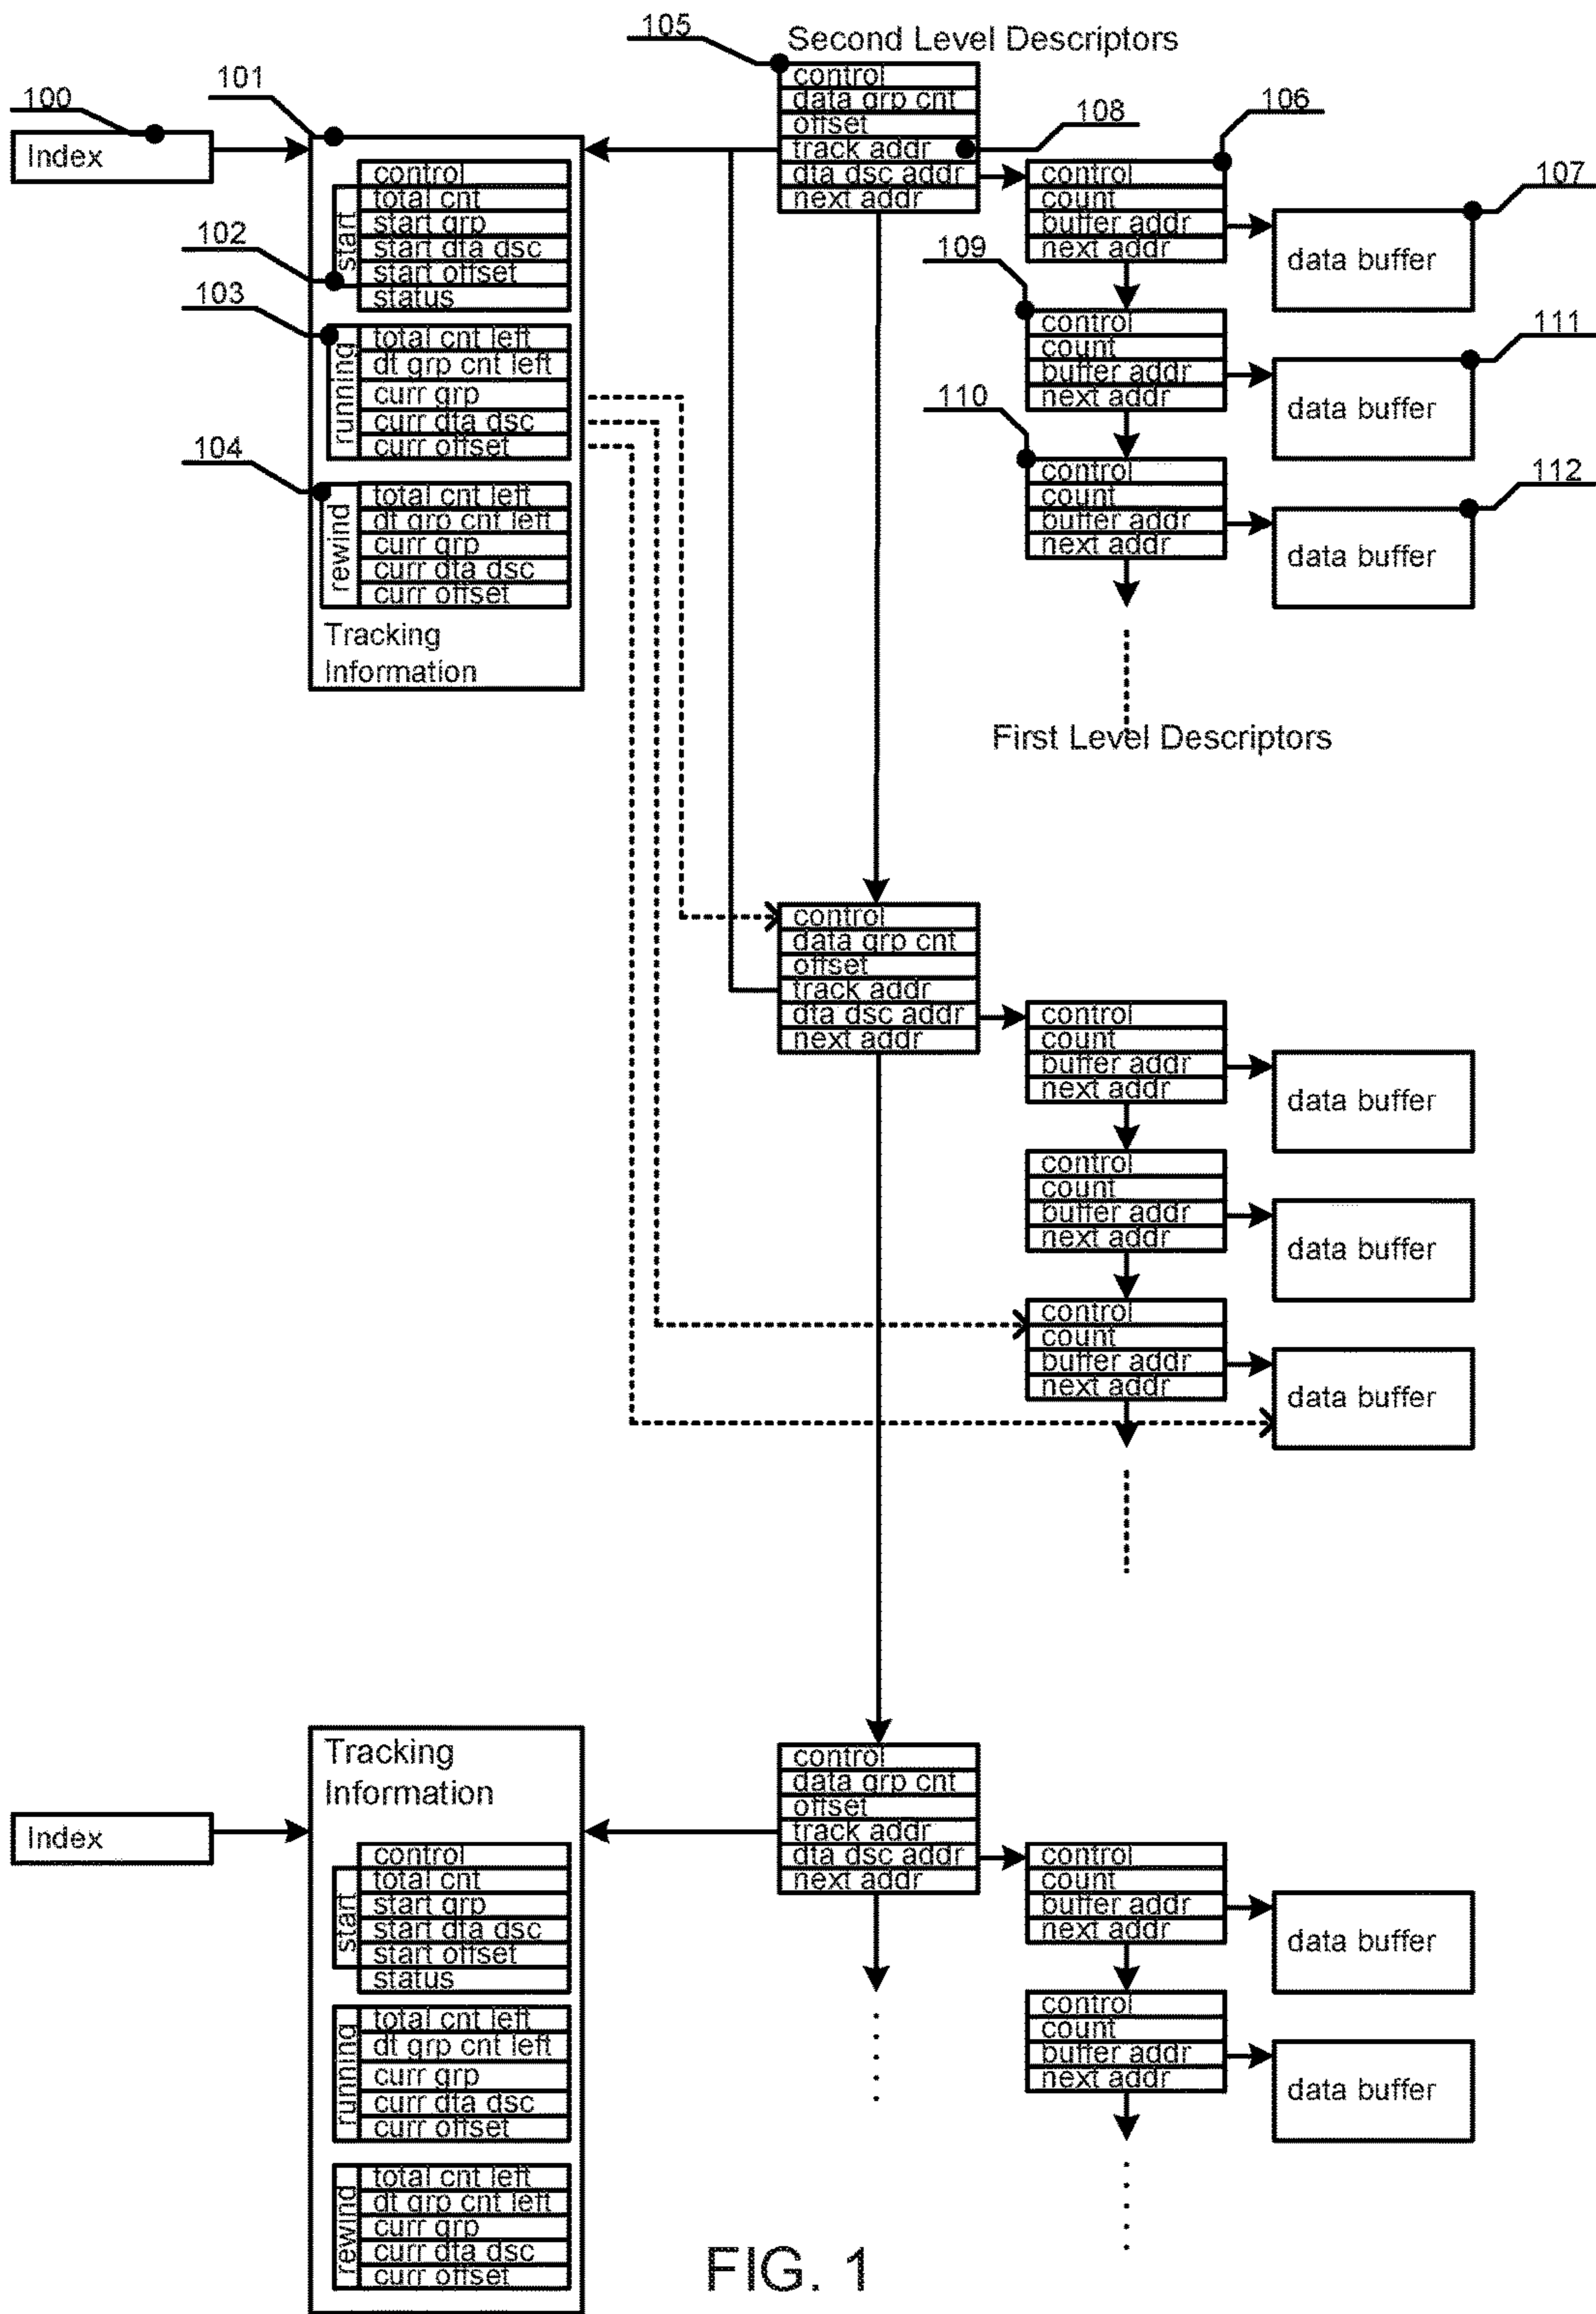 105
Second Level Descriptors
101
100
Index
control
data grp cnt
offset
track addr
dta dsc addr
next addr
108
106
control
count
buffer addr
next addr
107
data buffer
102
103
104
control
start
total cnt
start grp
start dta dsc
start offset
status
running
total cnt left
dt grp cnt left
curr grp
curr dta dsc
curr offset
rewind
total cnt left
dt grp cnt left
curr grp
curr dta dsc
curr offset
Tracking
Information
109
control
count
buffer addr
next addr
111
data buffer
110
control
count
buffer addr
next addr
112
data buffer
First Level Descriptors
control
data grp cnt
offset
track addr
dta dsc addr
next addr
control
count
buffer addr
next addr
data buffer
control
count
buffer addr
next addr
data buffer
control
count
buffer addr
next addr
data buffer
Index
Tracking
Information
control
start
total cnt
start grp
start dta dsc
start offset
status
running
total cnt left
dt grp cnt left
curr grp
curr dta dsc
curr offset
rewind
total cnt left
dt grp cnt left
curr grp
curr dta dsc
curr offset
control
data grp cnt
offset
track addr
dta dsc addr
next addr
control
count
buffer addr
next addr
data buffer
control
count
buffer addr
next addr
data buffer
FIG. 1